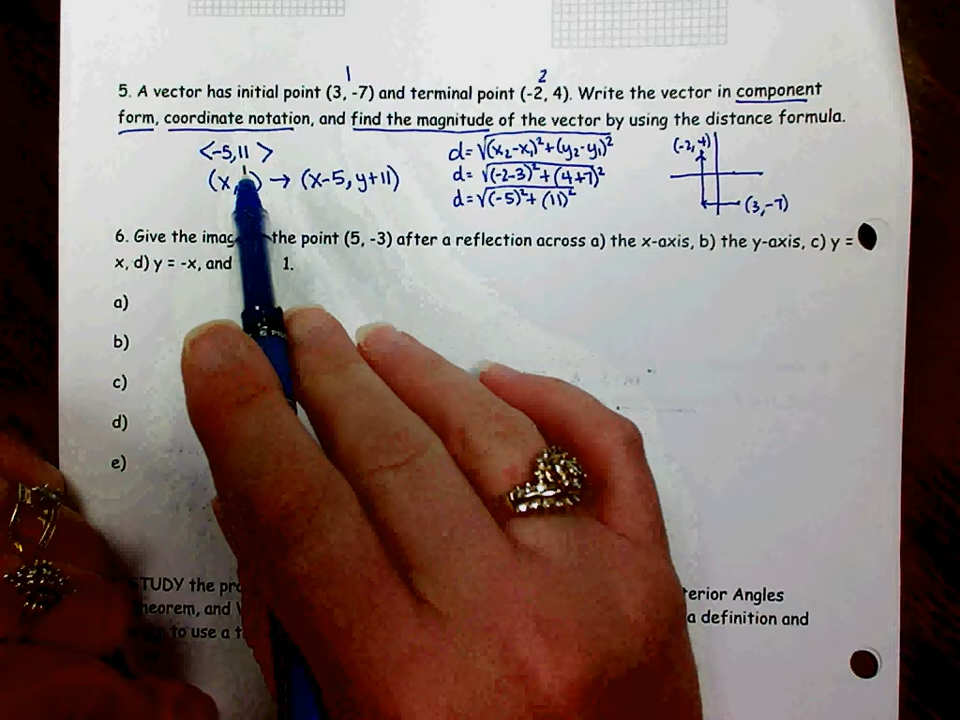 1 2
5. A vector has initial point (3, -7) and terminal point (-2, 4). Write the vector in component
form, coordinate notation, and find the magnitude of the vector by using the distance formula.
<-5,11 >
(x, ) → (x-5, y+11)
d= √(x₂-x₁)²+(y₂-y₁)²
d= √(-2-3)²+(4+7)²
d= √(-5)²+(11)²
(-2,4)
(3,-7)
6. Give the the point (5, -3) after a reflection across a) the x-axis, b) the y-axis, c) y =
x, d) y = -x, and 1.
a)
b)
c)
d)
e)
TUDY the erior Angles
and a definition and
to use a